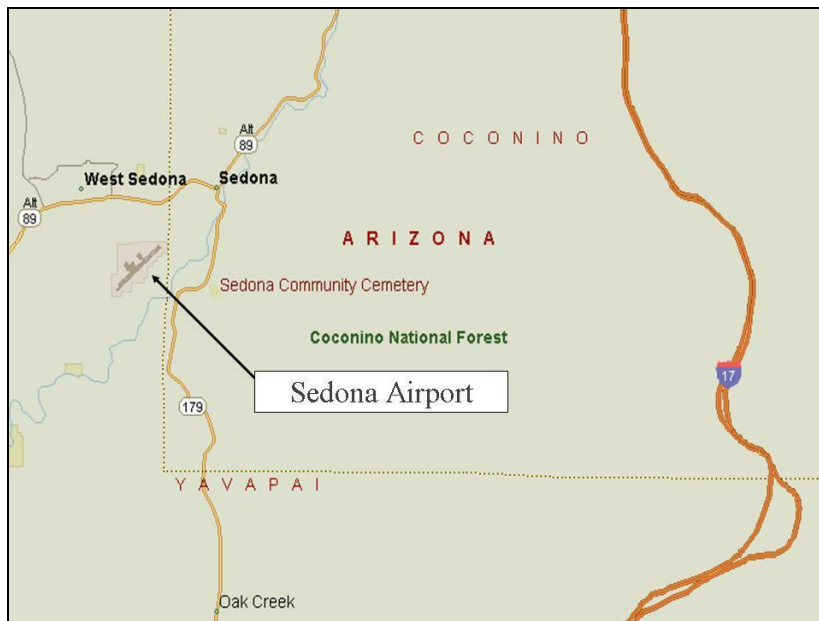 COCONINO
Alt
89
West Sedona
Sedona
Alt
89
ARIZONA
Sedona Community Cemetery
Coconino National Forest
17
Sedona Airport
179
YAVAPAI
Oak Creek